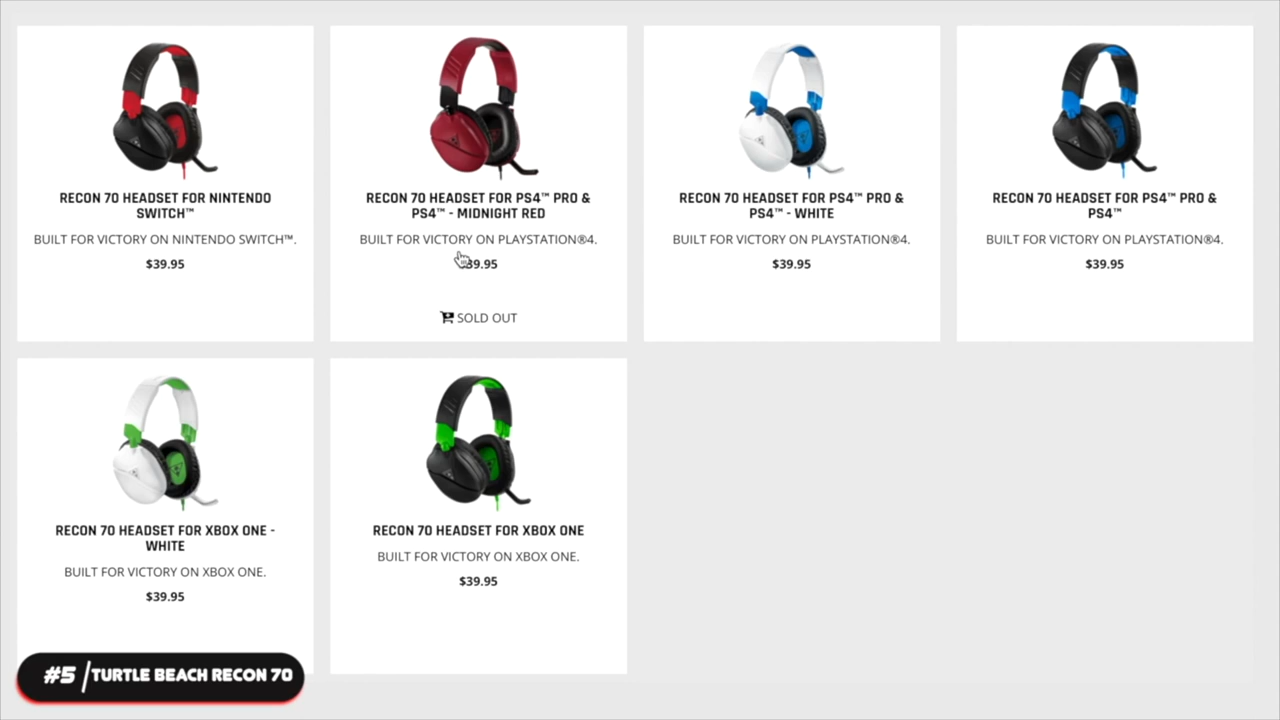 RECON 70 HEADSET FOR NINTENDO
SWITCH™
BUILT FOR VICTORY ON NINTENDO SWITCH™.
$39.95
RECON 70 HEADSET FOR PS4™ PRO &
PS4™ - MIDNIGHT RED
BUILT FOR VICTORY ON PLAYSTATION®4.
39.95
SOLD OUT
RECON 70 HEADSET FOR PS4™ PRO &
PS4™ - WHITE
BUILT FOR VICTORY ON PLAYSTATION®4.
$39.95
RECON 70 HEADSET FOR PS4™ PRO &
PS4™
BUILT FOR VICTORY ON PLAYSTATION®4.
$39.95
RECON 70 HEADSET FOR XBOX ONE -
WHITE
BUILT FOR VICTORY ON XBOX ONE.
$39.95
RECON 70 HEADSET FOR XBOX ONE
BUILT FOR VICTORY ON XBOX ONE.
$39.95
#5 / TURTLE BEACH RECON 70